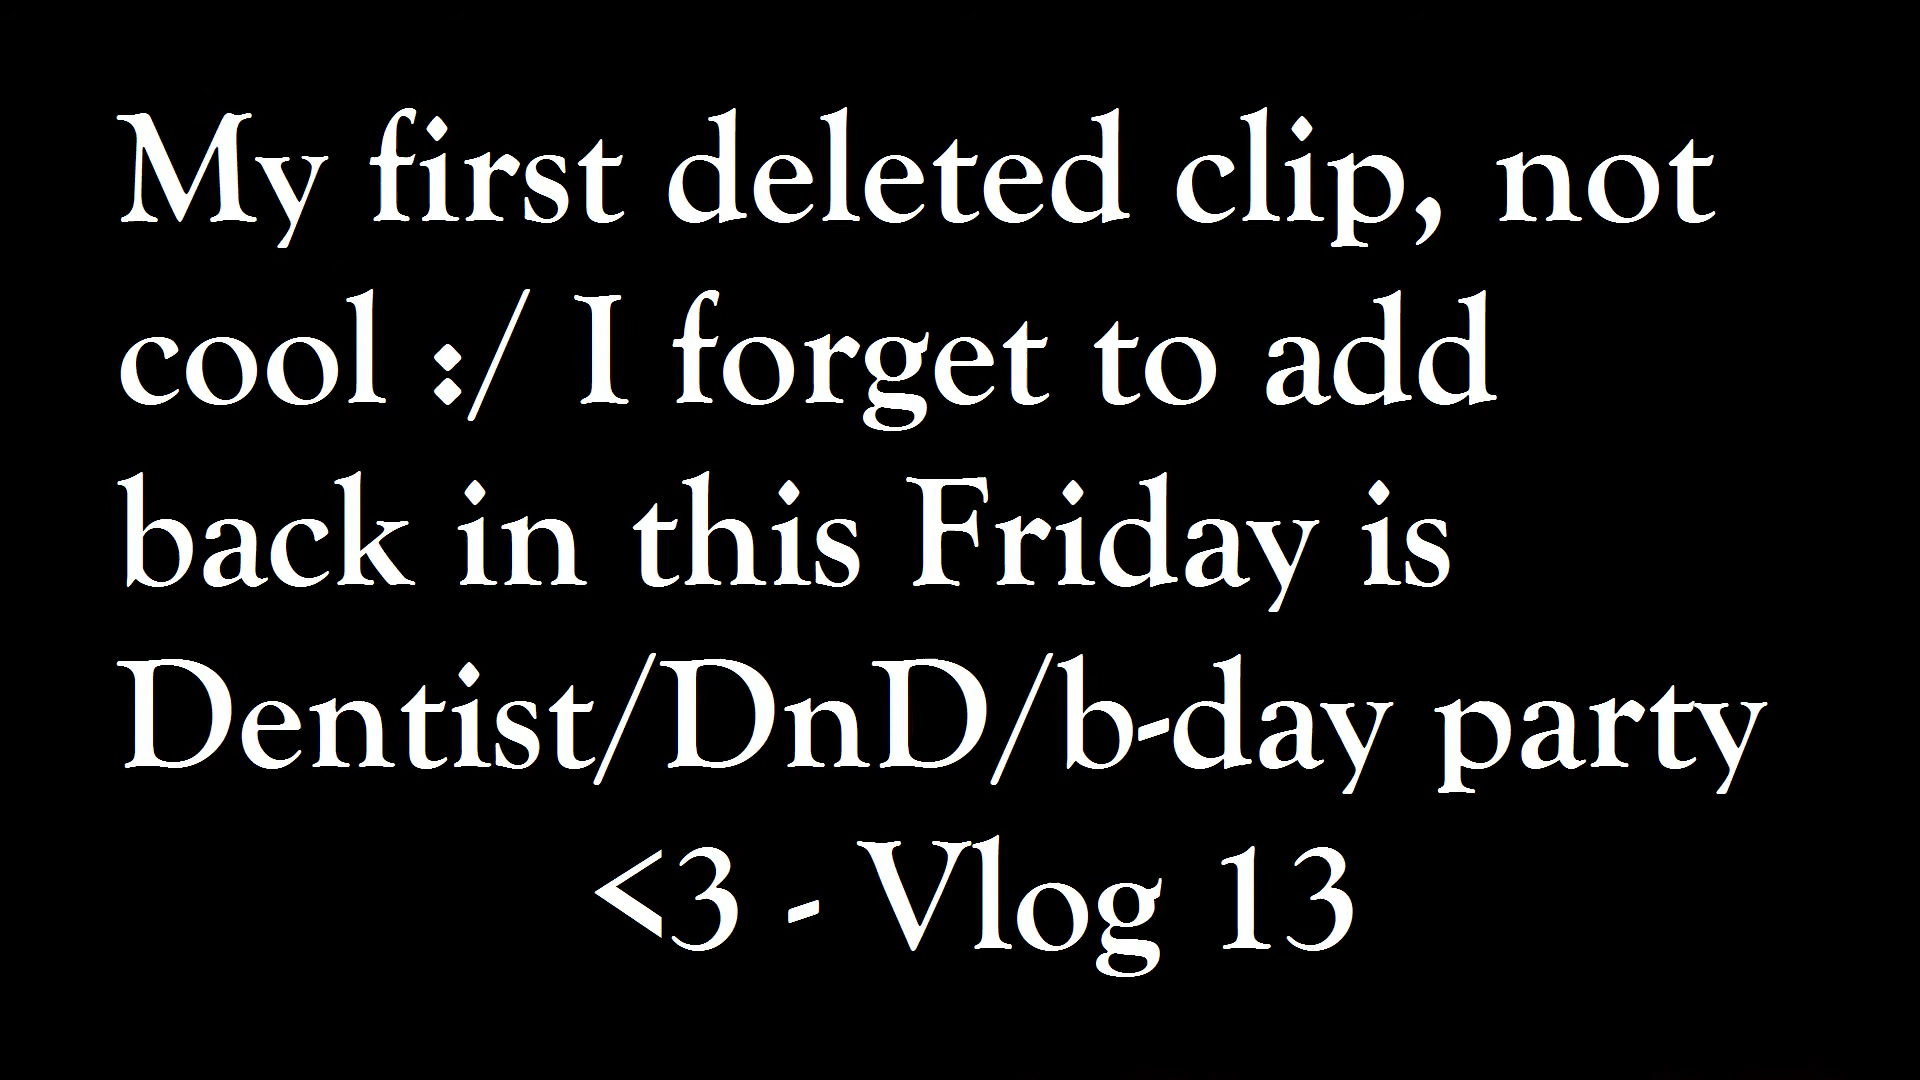 My first deleted clip, not
cool :/ I forget to add
back in this Friday is
Dentist/DnD/b-day party
<3 - Vlog 13